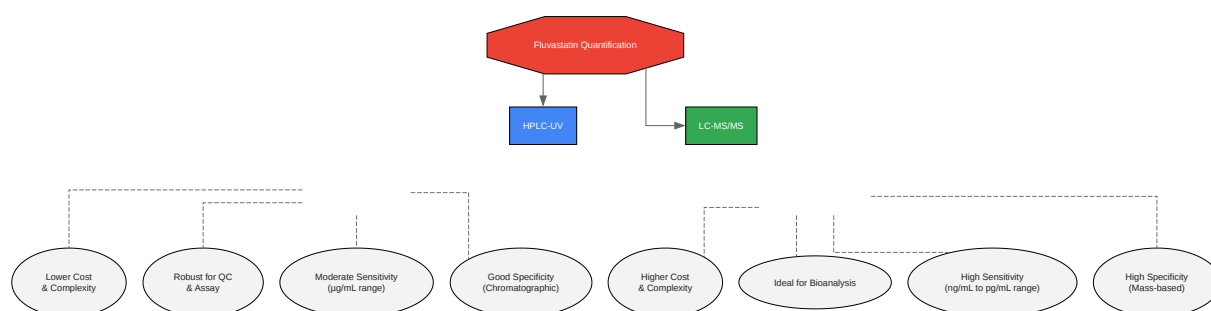 Fluvastatin Quantification
HPLC-UV
LC-MS/MS
Lower Cost
& Complexity
Robust for QC
& Assay
Moderate Sensitivity
(µg/mL range)
Good Specificity
(Chromatographic)
Higher Cost
& Complexity
Ideal for Bioanalysis
High Sensitivity
(ng/mL to pg/mL range)
High Specificity
(Mass-based)